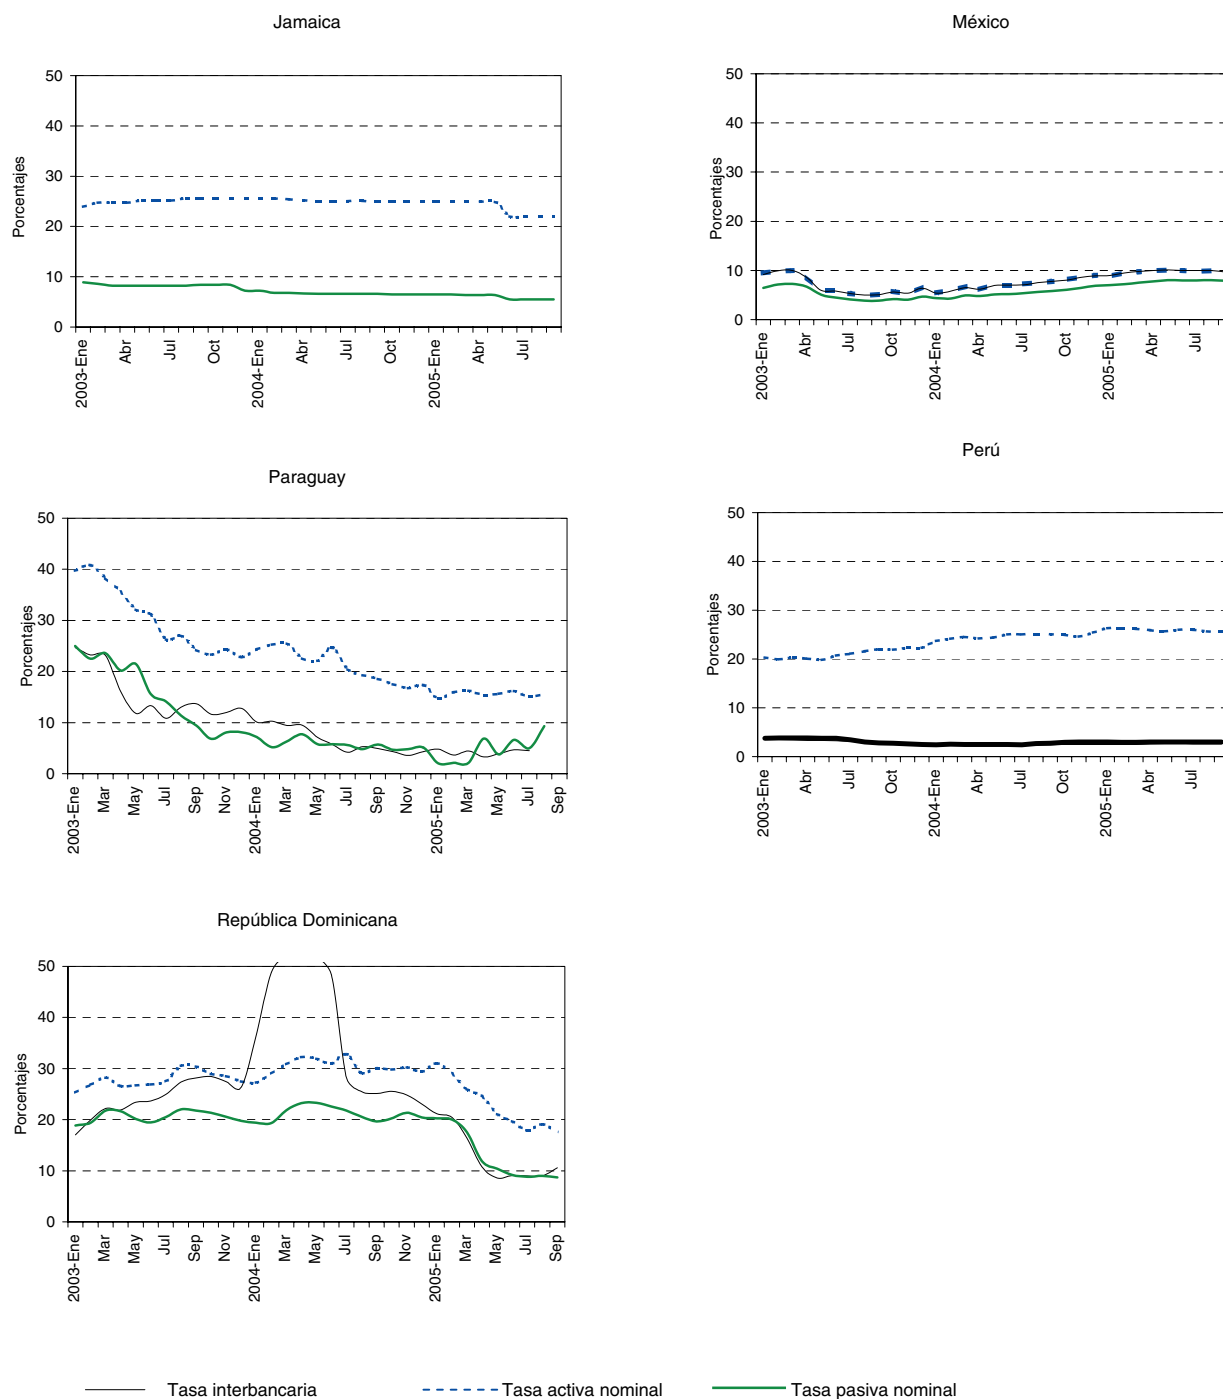 Jamaica
50
40
30
20
10
0
Porcentajes
2003-Ene
Abr
Jul
Oct
2004-Ene
Abr
Jul
Oct
2005-Ene
Abr
Jul
México
50
40
30
20
10
0
Porcentajes
2003-Ene
Abr
Jul
Oct
2004-Ene
Abr
Jul
Oct
2005-Ene
Abr
Jul
Paraguay
50
40
30
20
10
0
Porcentajes
2003-Ene
Mar
May
Jul
Sep
Nov
2004-Ene
Mar
May
Jul
Sep
Nov
2005-Ene
Mar
May
Jul
Sep
Perú
50
40
30
20
10
0
Porcentajes
2003-Ene
Abr
Jul
Oct
2004-Ene
Abr
Jul
Oct
2005-Ene
Abr
Jul
República Dominicana
50
40
30
20
10
0
Porcentajes
2003-Ene
Mar
May
Jul
Sep
Nov
2004-Ene
Mar
May
Jul
Sep
Nov
2005-Ene
Mar
May
Jul
Sep
Tasa interbancaria
Tasa activa nominal
Tasa pasiva nominal